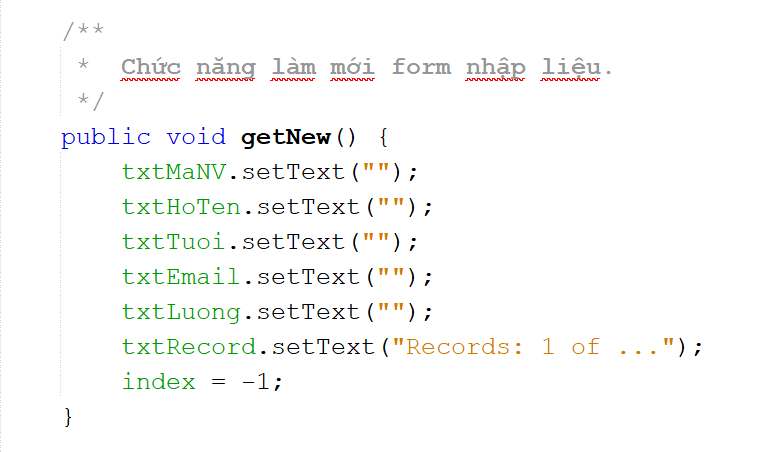 /**
 *  Chức năng làm mới form nhập liệu.
 */
public void getNew() {
    txtMaNV.setText("");
    txtHoTen.setText("");
    txtTuoi.setText("");
    txtEmail.setText("");
    txtLuong.setText("");
    txtRecord.setText("Records: 1 of ...");
    index = -1;
}